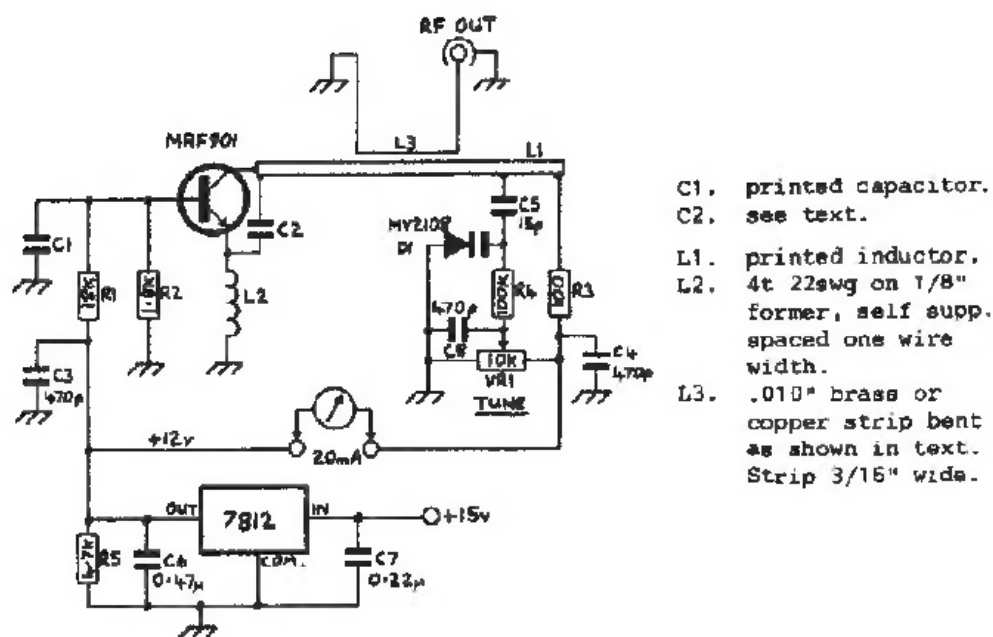 RF OUT
L3
L1
MRF901
C1. printed capacitor.
C2. see text.
L1. printed inductor.
L2. 4t 22swg on 1/8"
former, self supp.
spaced one wire
width.
L3. .010" brass or
copper strip bent
as shown in text.
Strip 3/16" wide.
C1
R1
R2
C2
L2
D1
C5
R4
100K
R3
100
470p
C8
10K
VR1
TUNE
C4
470p
C3
470p
+12v
20mA
OUT
7812
IN
COM.
+15v
R5
C6
0.47µ
C7
0.22µ